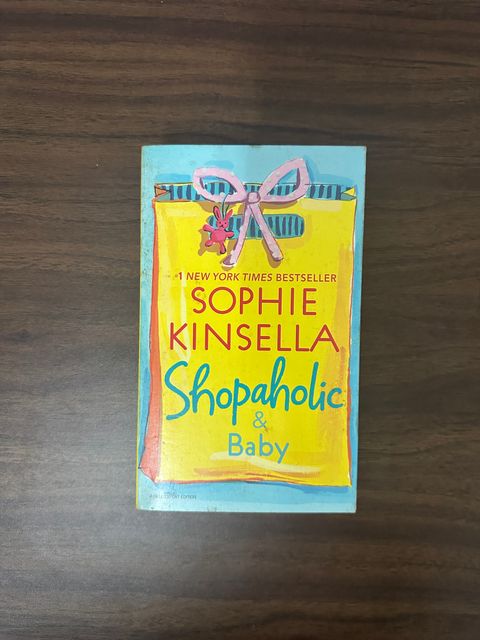 #1 NEW YORK TIMES BESTSELLER
SOPHIE
KINSELLA
Shopaholic
&
Baby